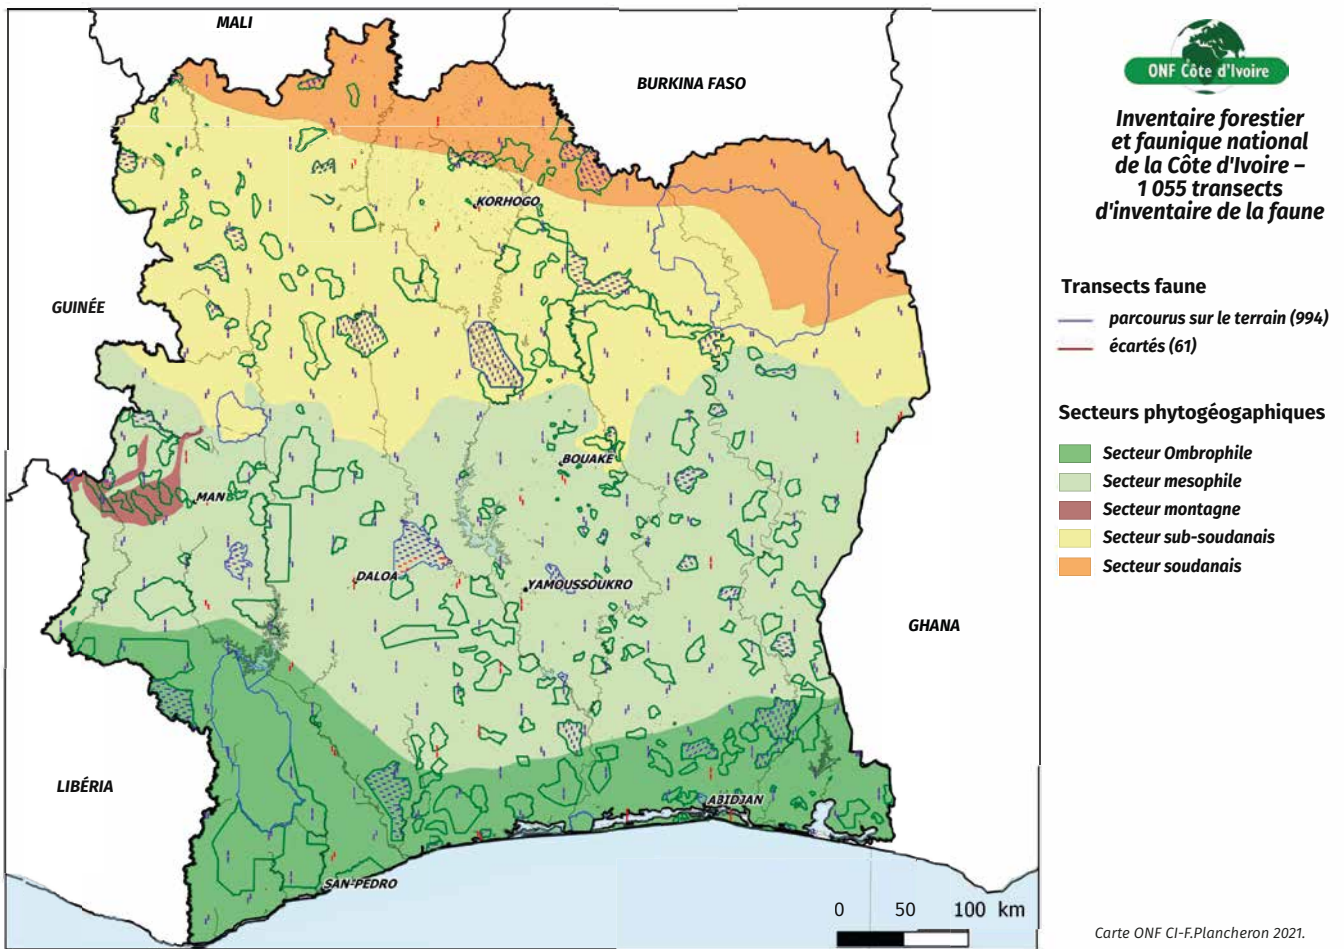 MALI
BURKINA FASO
KORHOGO
GUINÉE
BOUAKE
MAN
DALOA
YAMOUSSOUKRO
GHANA
LIBÉRIA
ABIDJAN
SAN-PEDRO
0 50 100 km
ONF Côte d'Ivoire
Inventaire forestier
et faunique national
de la Côte d'Ivoire –
1 055 transects
d'inventaire de la faune
Transects faune
parcourus sur le terrain (994)
écartés (61)
Secteurs phytogéogaphiques
Secteur Ombrophile
Secteur mesophile
Secteur montagne
Secteur sub-soudanais
Secteur soudanais
Carte ONF CI-F.Plancheron 2021.